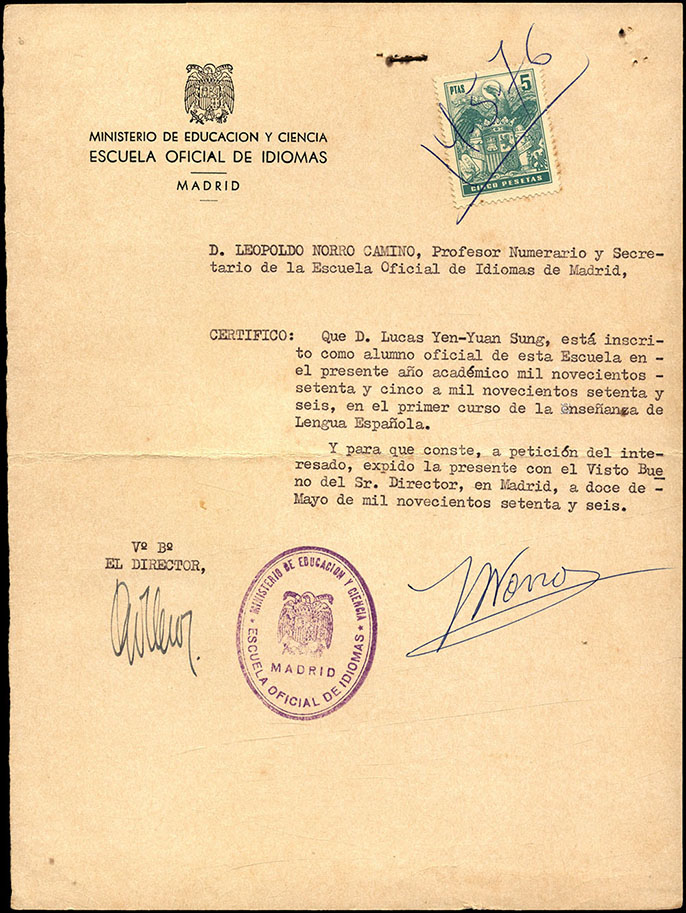 MINISTERIO DE EDUCACION Y CIENCIA
ESCUELA OFICIAL DE IDIOMAS
MADRID
PTAS 5
CINCO PESETAS
14-5-76
D. LEOPOLDO NORRO CAMINO, Profesor Numerario y Secre-
tario de la Escuela Oficial de Idiomas de Madrid,
CERTIFICO: Que D. Lucas Yen-Yuan Sung, está inscri-
to como alumno oficial de esta Escuela en -
el presente año académico mil novecientos -
setenta y cinco a mil novecientos setenta y
seis, en el primer curso de la enseñanza de
Lengua Española.
Y para que conste, a petición del inte-
resado, expido la presente con el Visto Bue
no del Sr. Director, en Madrid, a doce de -
Mayo de mil novecientos setenta y seis.
Vº Bº
EL DIRECTOR,
MINISTERIO DE EDUCACION Y CIENCIA
MADRID
* ESCUELA OFICIAL DE IDIOMAS *
Norro